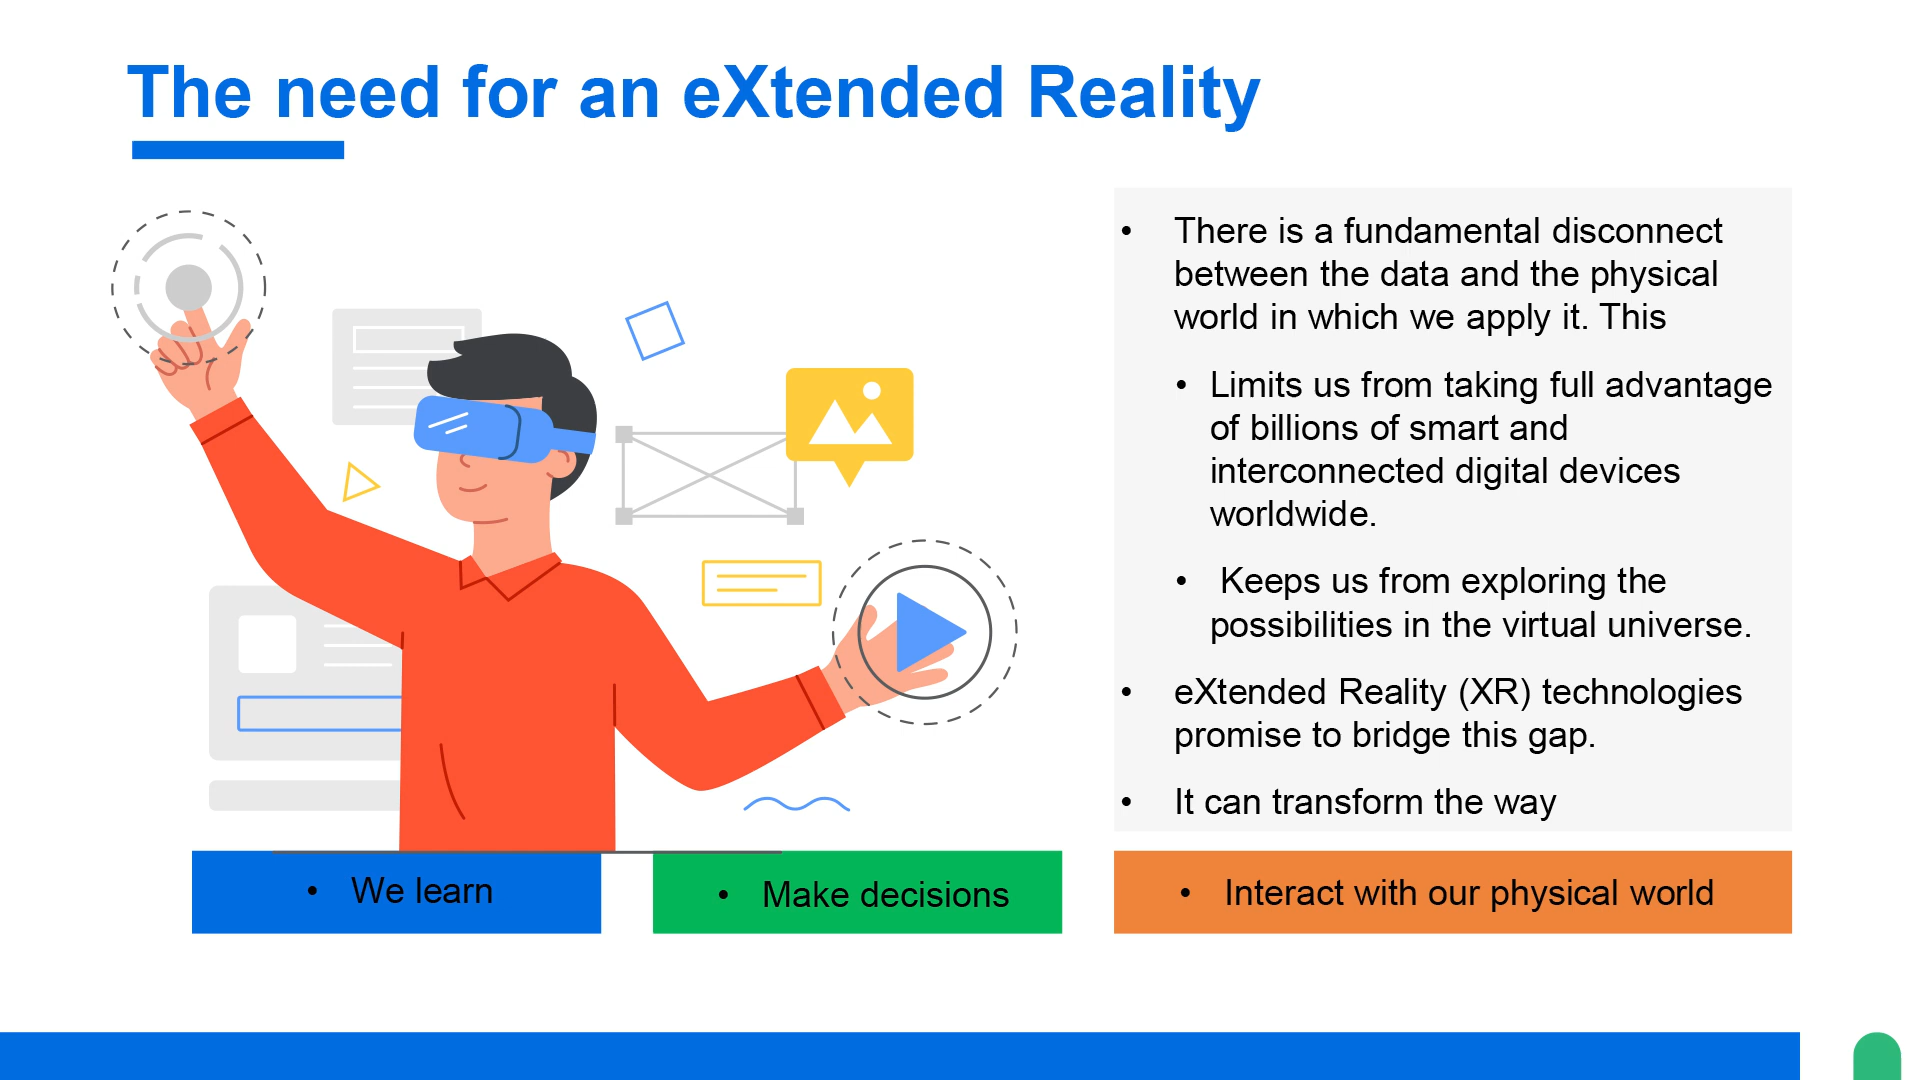 The need for an eXtended Reality
• There is a fundamental disconnect
between the data and the physical
world in which we apply it. This
• Limits us from taking full advantage
of billions of smart and
interconnected digital devices
worldwide.
• Keeps us from exploring the
possibilities in the virtual universe.
• eXtended Reality (XR) technologies
promise to bridge this gap.
• It can transform the way
• We learn
• Make decisions
• Interact with our physical world